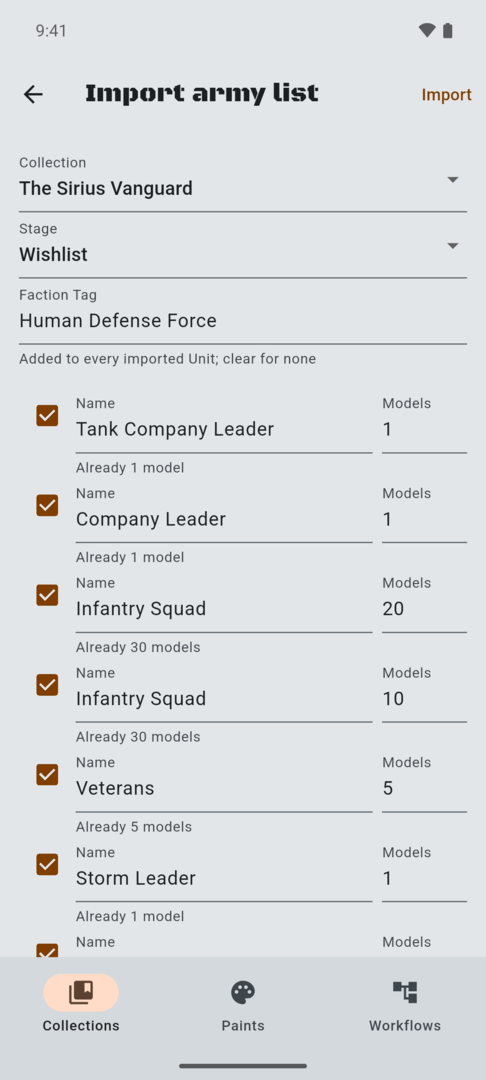 9:41
Import army list
Import
Collection
The Sirius Vanguard
Stage
Wishlist
Faction Tag
Human Defense Force
Added to every imported Unit; clear for none
Name Models
Tank Company Leader 1
Already 1 model
Name Models
Company Leader 1
Already 1 model
Name Models
Infantry Squad 20
Already 30 models
Name Models
Infantry Squad 10
Already 30 models
Name Models
Veterans 5
Already 5 models
Name Models
Storm Leader 1
Already 1 model
Name Models
Collections Paints Workflows